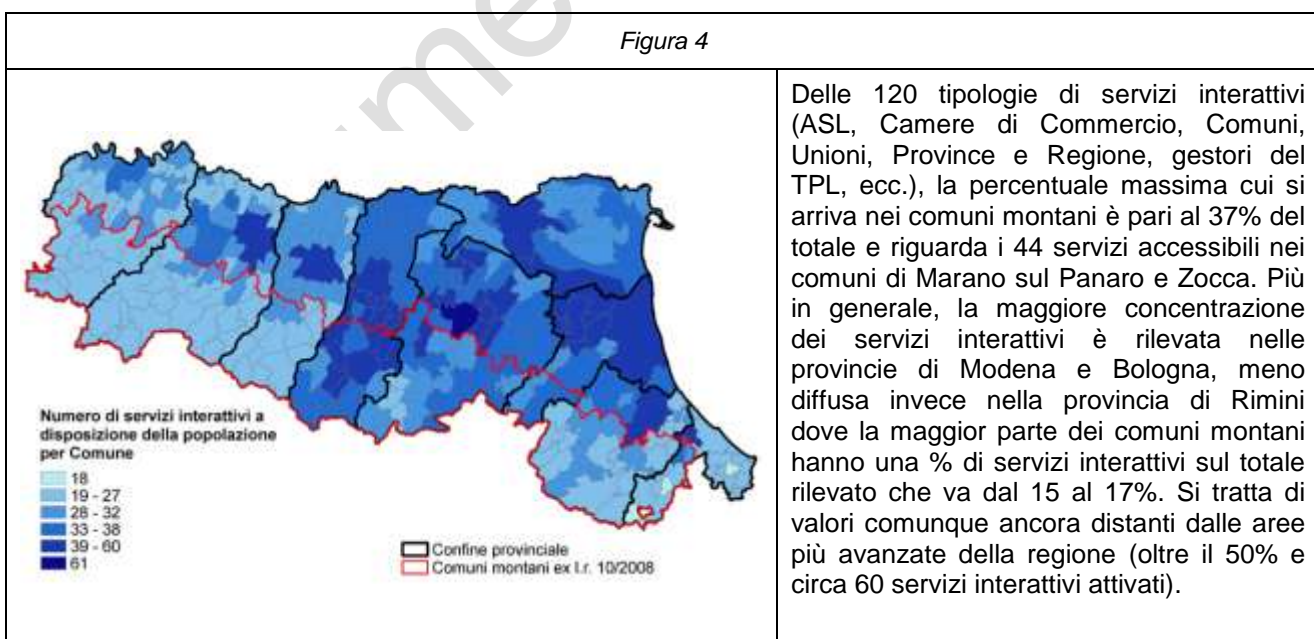 Figura 4
Delle 120 tipologie di servizi interattivi
(ASL, Camere di Commercio, Comuni,
Unioni, Province e Regione, gestori del
TPL, ecc.), la percentuale massima cui si
arriva nei comuni montani è pari al 37% del
totale e riguarda i 44 servizi accessibili nei
comuni di Marano sul Panaro e Zocca. Più
in generale, la maggiore concentrazione
dei servizi interattivi è rilevata nelle
provincie di Modena e Bologna, meno
diffusa invece nella provincia di Rimini
dove la maggior parte dei comuni montani
hanno una % di servizi interattivi sul totale
rilevato che va dal 15 al 17%. Si tratta di
valori comunque ancora distanti dalle aree
più avanzate della regione (oltre il 50% e
circa 60 servizi interattivi attivati).
Numero di servizi interattivi a
disposizione della popolazione
per Comune
18
19 - 27
28 - 32
33 - 38
39 - 60
61
Confine provinciale
Comuni montani ex l.r. 10/2008